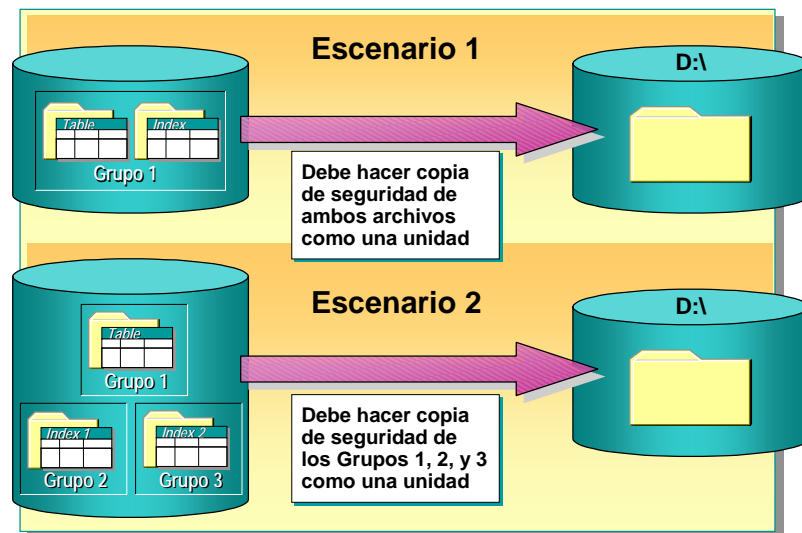 Escenario 1
D:\
Table
Index
Grupo 1
Debe hacer copia
de seguridad de
ambos archivos
como una unidad
Escenario 2
D:\
Table
Grupo 1
Index 1
Grupo 2
Index 2
Grupo 3
Debe hacer copia
de seguridad de
los Grupos 1, 2, y 3
como una unidad